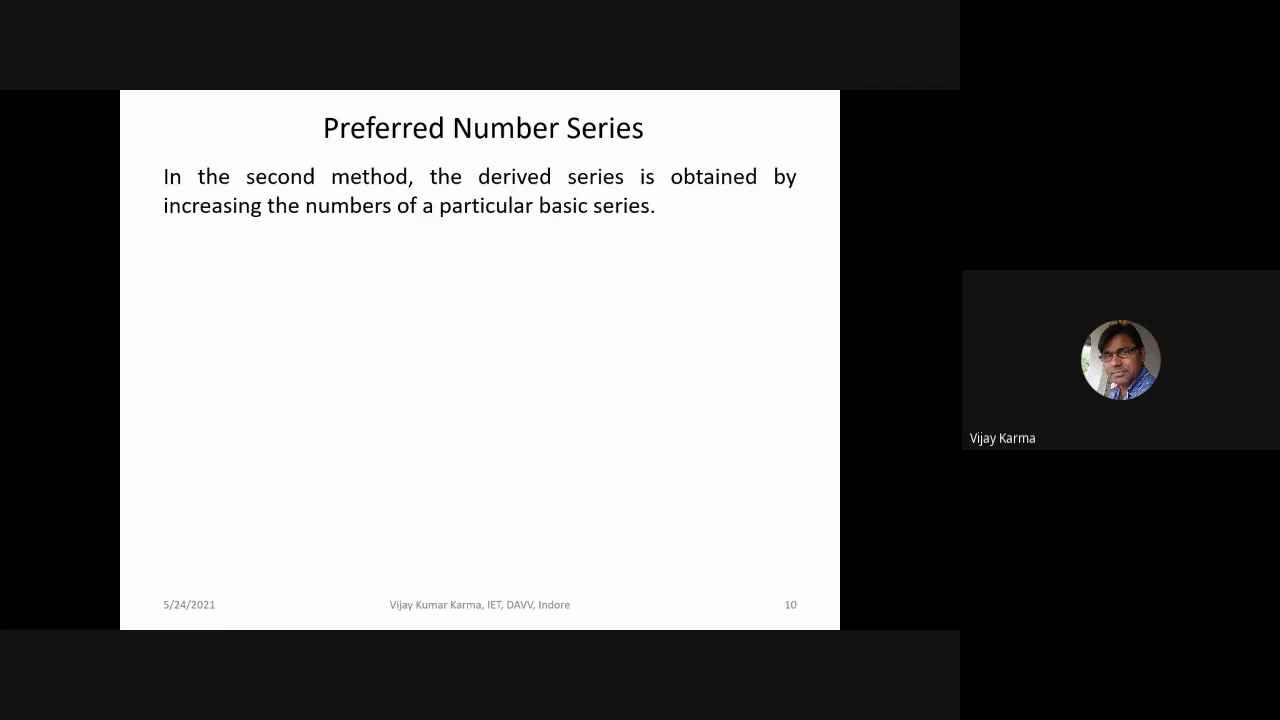 Preferred Number Series
In the second method, the derived series is obtained by
increasing the numbers of a particular basic series.
Vijay Karma
5/24/2021
Vijay Kumar Karma, IET, DAVV, Indore
10